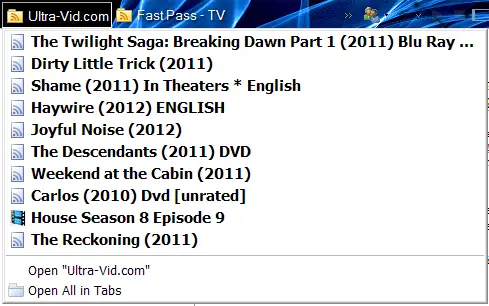 Ultra-Vid.com FastPass - TV »
The Twilight Saga: Breaking Dawn Part 1 (2011) Blu Ray ...
Dirty Little Trick (2011)
Shame (2011) In Theaters * English
Haywire (2012) ENGLISH
Joyful Noise (2012)
The Descendants (2011) DVD
Weekend at the Cabin (2011)
Carlos (2010) Dvd [unrated]
House Season 8 Episode 9
The Reckoning (2011)
Open "Ultra-Vid.com"
Open All in Tabs